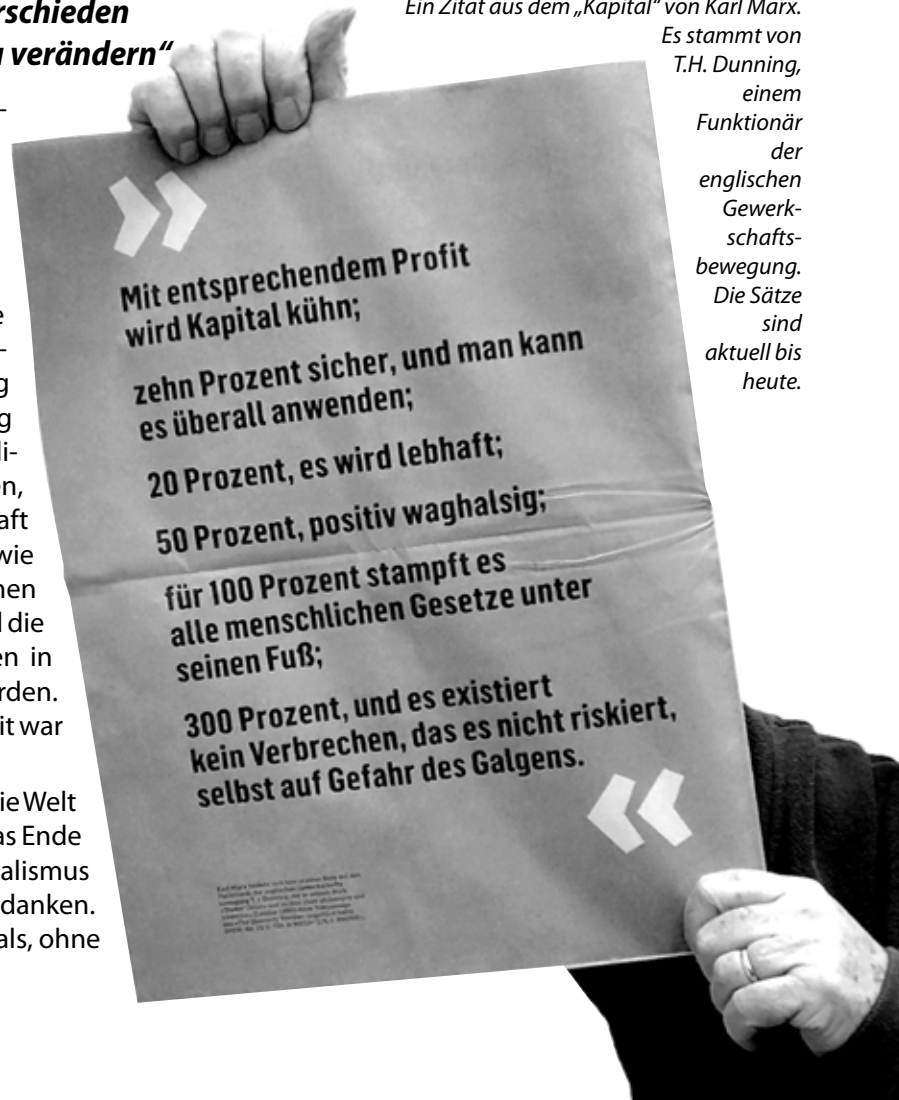 rschieden
verändern“
Ein Zitat aus dem „Kapital“ von Karl Marx.
Es stammt von
T.H. Dunning,
einem
Funktionär
der
englischen
Gewerk-
schafts-
bewegung.
Die Sätze
sind
aktuell bis
heute.
»
Mit entsprechendem Profit
wird Kapital kühn;
zehn Prozent sicher, und man kann
es überall anwenden;
20 Prozent, es wird lebhaft;
50 Prozent, positiv waghalsig;
für 100 Prozent stampft es
alle menschlichen Gesetze unter
seinen Fuß;
300 Prozent, und es existiert
kein Verbrechen, das es nicht riskiert,
selbst auf Gefahr des Galgens.
«
e
g
g
li-
n,
aft
wie
nen
die
en in
rden.
it war
ie Welt
as Ende
alismus
danken.
als, ohne